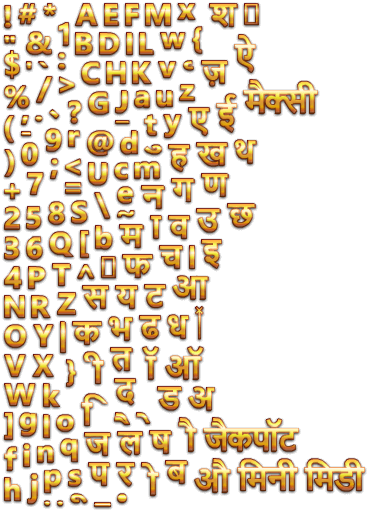 ! # * A E F M x श
" & 1 B D I L w { ऐ
$ ` ~ : C H K v ज़
% / > ? G J a u z ए ई मैक्सी
( - 9 r @ d t y ह ख थ
) 0 ; < U c m न ग ण
+ 7 = \ e व उ छ
2 5 8 S ~ म च इ
3 6 Q [ b फ आ
4 P T ^ स य ट
N R Z क भ ढ ध
O Y | ी त ॉ ऑ
V X } द ड अ
W k ि
] g l o ज ले ष ौ जैकपॉट
f i n q प र ो ब औ मिनी मिडी
h j p s _